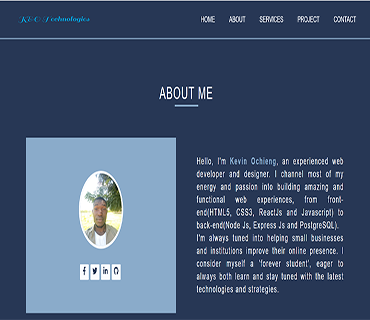 KEO Technologies
HOME ABOUT SERVICES PROJECT CONTACT
ABOUT ME
Hello, I'm Kevin Ochieng, an experienced web
developer and designer. I channel most of my
energy and passion into building amazing and
functional web experiences, from front-
end(HTML5, CSS3, ReactJs and Javascript) to
back-end(Node Js, Express Js and PostgreSQL).
I'm always tuned into helping small businesses
and institutions improve their online presence. I
consider myself a 'forever student', eager to
always both learn and stay tuned with the latest
technologies and strategies.